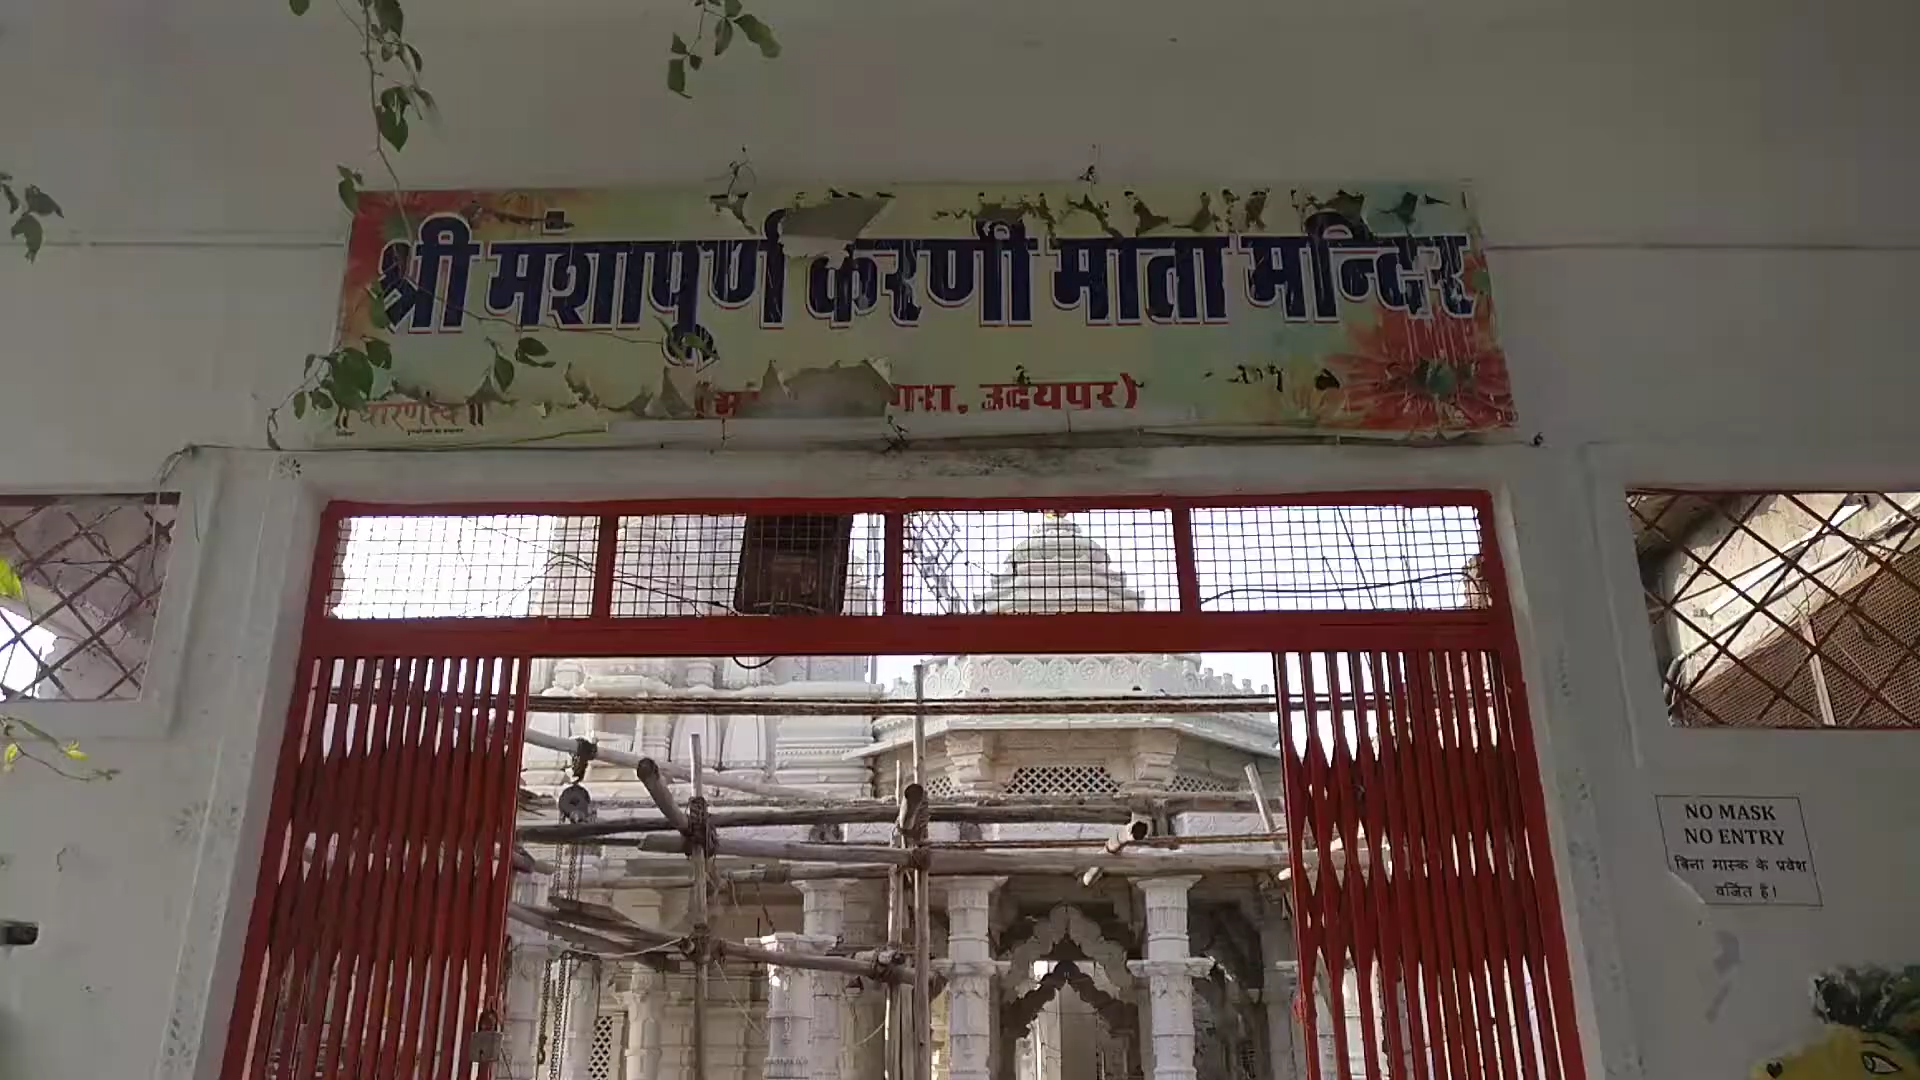 श्री मंशापूर्ण करणी माता मन्दिर
उदयपुर)
NO MASK
NO ENTRY
बिना मास्क के प्रवेश
वर्जित है।